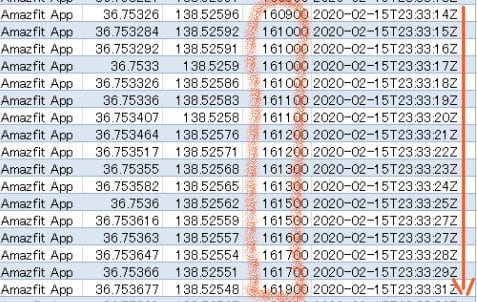 Amazfit App 36.75326 138.52596 160900 2020-02-15T23:33:14Z
Amazfit App 36.753284 138.52592 161000 2020-02-15T23:33:15Z
Amazfit App 36.753292 138.52591 161000 2020-02-15T23:33:16Z
Amazfit App 36.7533 138.5259 161000 2020-02-15T23:33:17Z
Amazfit App 36.753326 138.52586 161000 2020-02-15T23:33:18Z
Amazfit App 36.75336 138.52583 161100 2020-02-15T23:33:19Z
Amazfit App 36.753407 138.5258 161100 2020-02-15T23:33:20Z
Amazfit App 36.753464 138.52576 161200 2020-02-15T23:33:21Z
Amazfit App 36.753517 138.52571 161200 2020-02-15T23:33:22Z
Amazfit App 36.75355 138.52568 161300 2020-02-15T23:33:23Z
Amazfit App 36.753582 138.52565 161300 2020-02-15T23:33:24Z
Amazfit App 36.7536 138.52562 161500 2020-02-15T23:33:25Z
Amazfit App 36.753616 138.52559 161500 2020-02-15T23:33:27Z
Amazfit App 36.75363 138.52557 161600 2020-02-15T23:33:27Z
Amazfit App 36.753647 138.52554 161700 2020-02-15T23:33:28Z
Amazfit App 36.75366 138.52551 161700 2020-02-15T23:33:29Z
Amazfit App 36.753677 138.52548 161900 2020-02-15T23:33:31Z